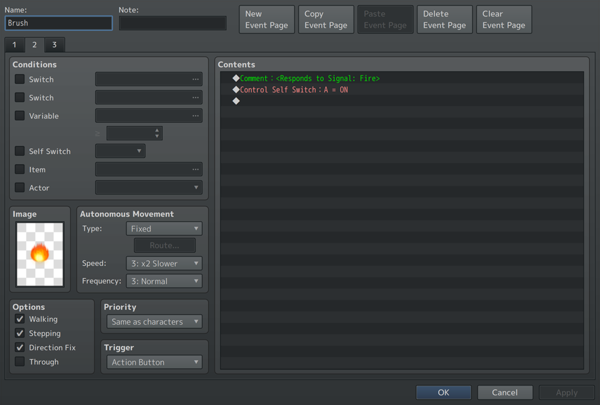 Name:
Note:
Brush
New
Event Page
Copy
Event Page
Paste
Event Page
Delete
Event Page
Clear
Event Page
1
2
3
Conditions
Switch
...
Switch
...
Variable
...
≥
Self Switch
Item
...
Actor
Image
Autonomous Movement
Type:
Fixed
Route...
Speed:
3: x2 Slower
Frequency:
3: Normal
Options
Walking
Stepping
Direction Fix
Through
Priority
Same as characters
Trigger
Action Button
Contents
◆Comment:<Responds to Signal: Fire>
◆Control Self Switch:A = ON
◆
OK
Cancel
Apply